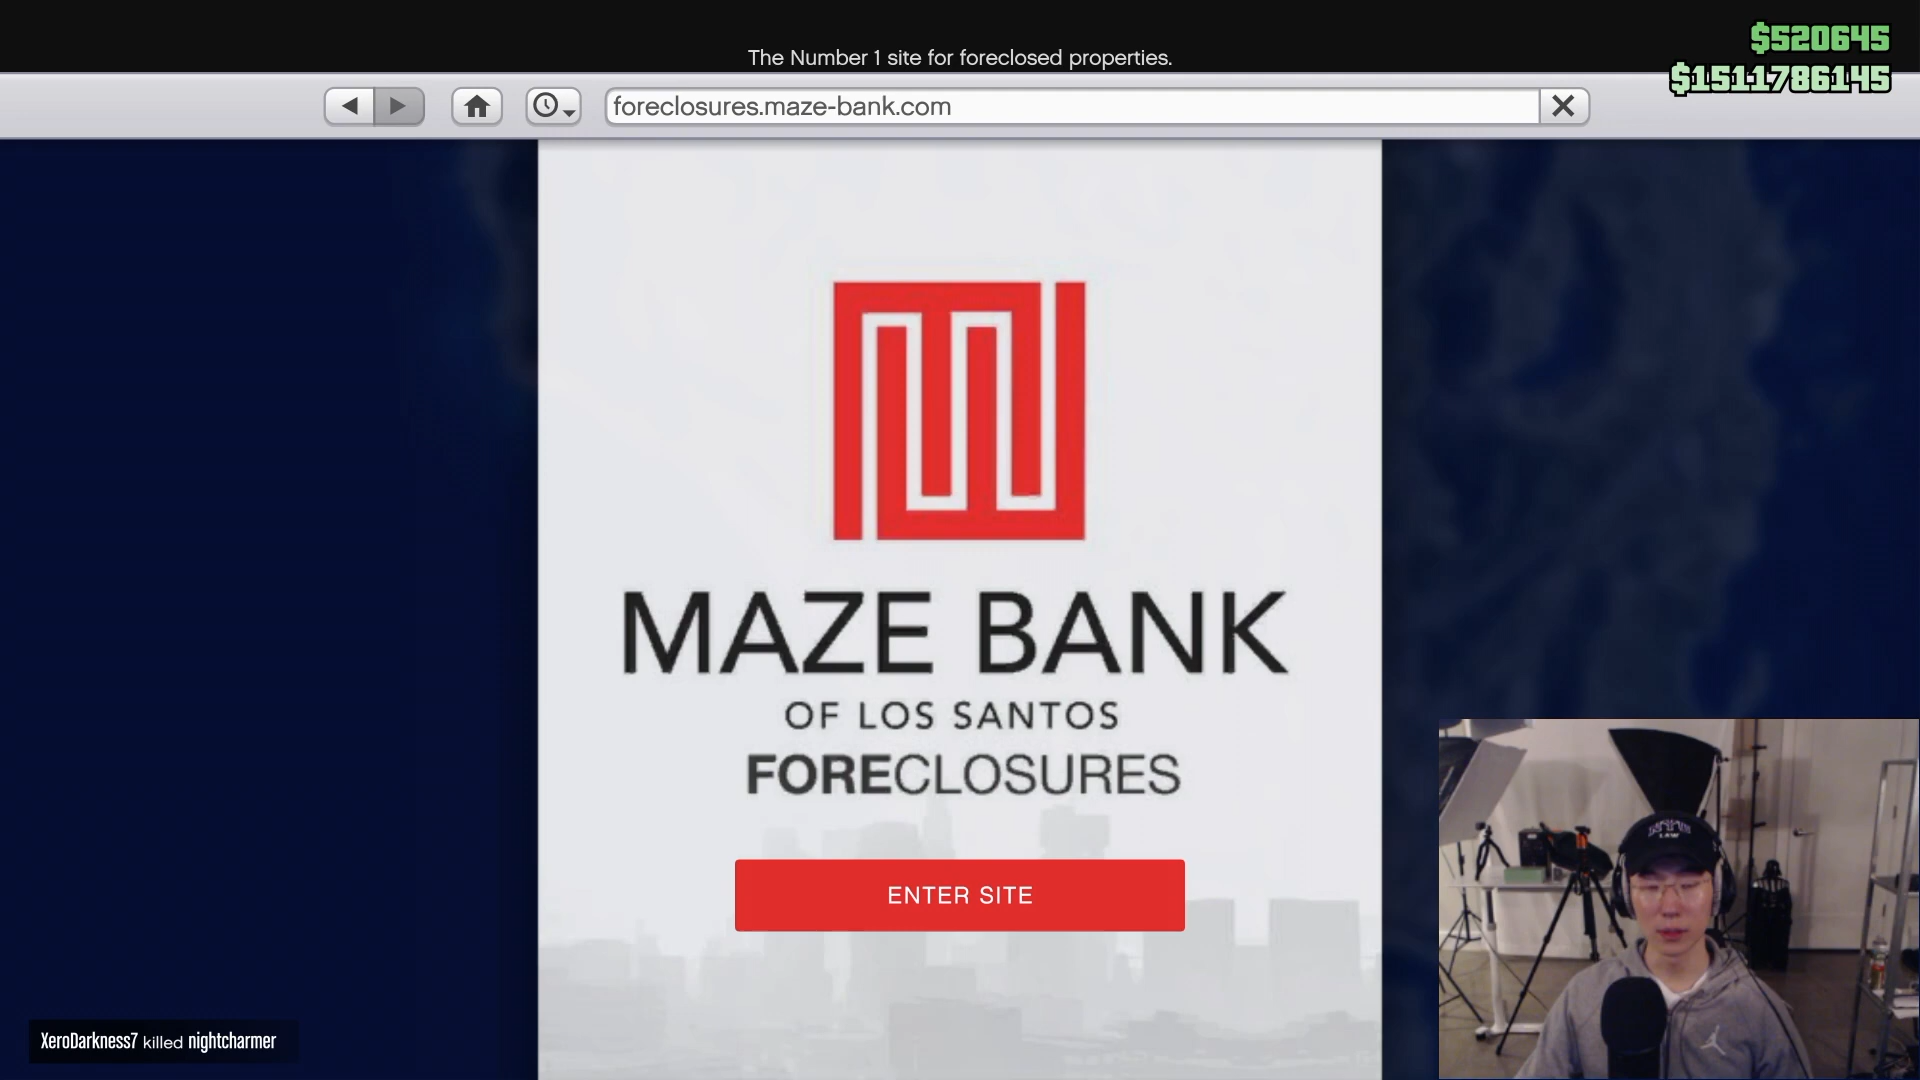 The Number 1 site for foreclosed properties.
$520645
$1511786145
foreclosures.maze-bank.com
MAZE BANK
OF LOS SANTOS
FORECLOSURES
ENTER SITE
XeroDarkness7 killed nightcharmer